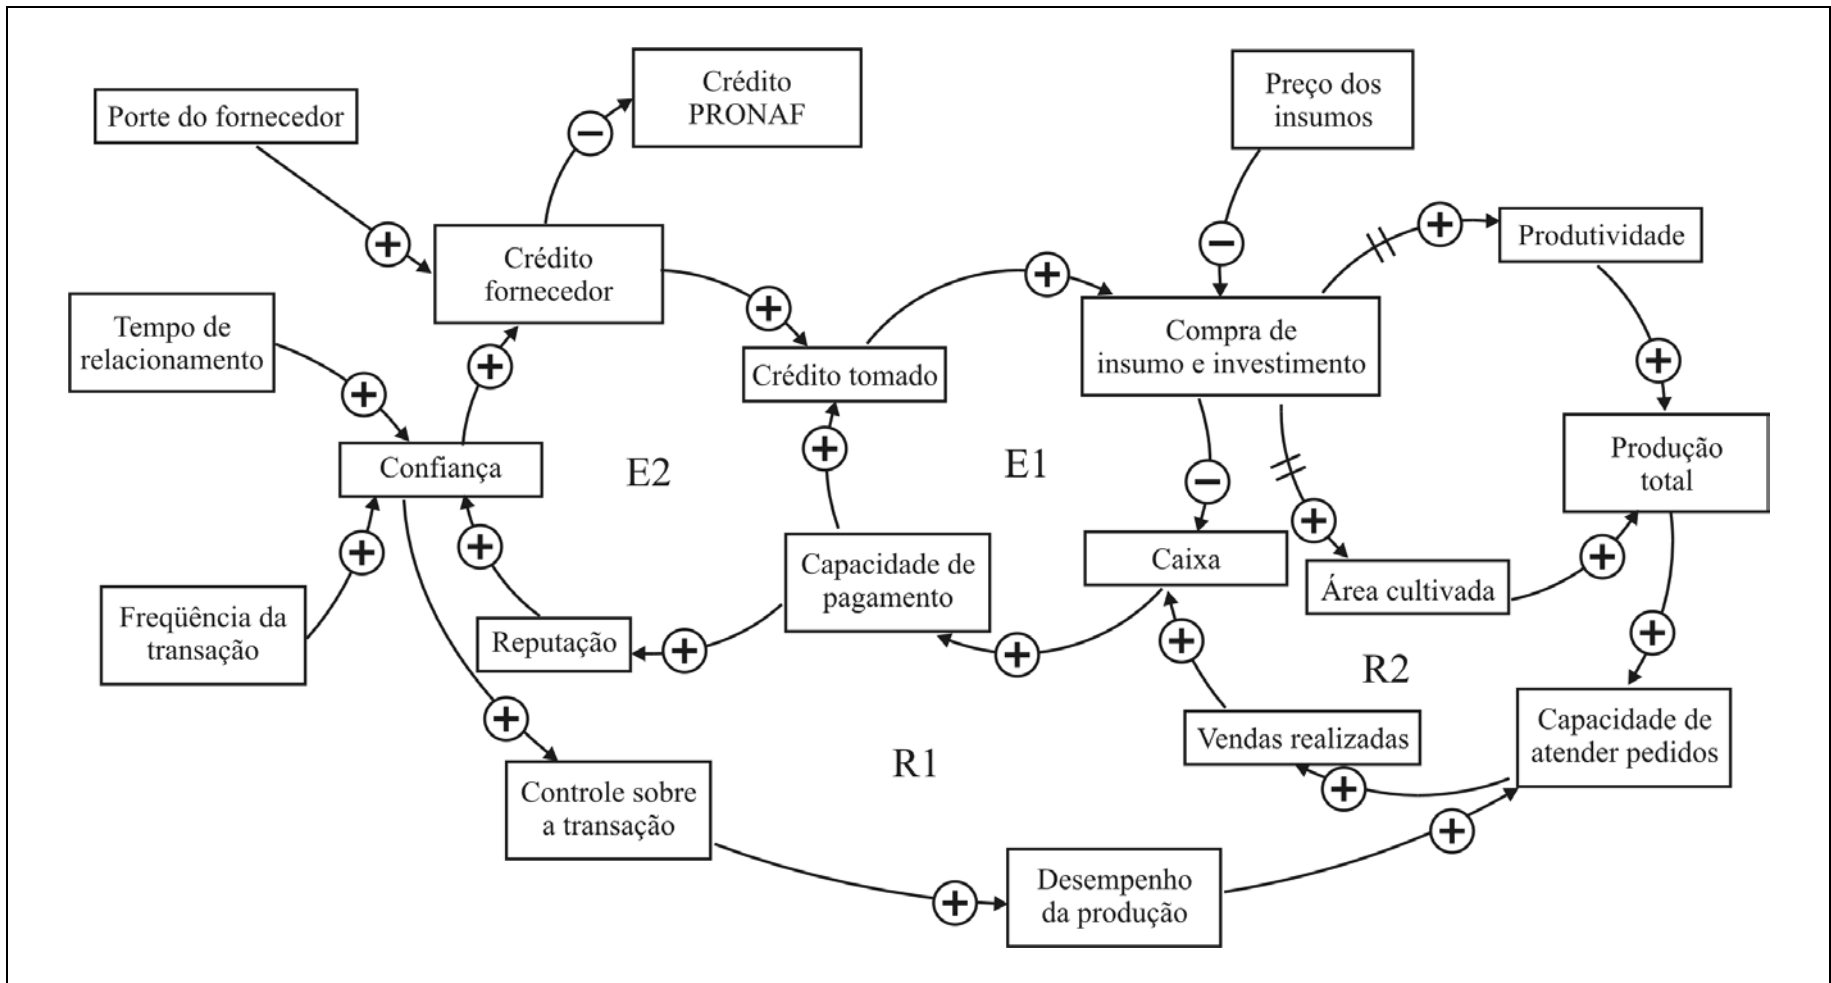 Crédito
PRONAF
Preço dos
insumos
Porte do fornecedor
Crédito
fornecedor
Produtividade
Tempo de
relacionamento
Crédito tomado
Compra de
insumo e investimento
Produção
total
Confiança
E2
E1
Caixa
Área cultivada
Capacidade de
pagamento
Freqüência da
transação
Reputação
R2
Vendas realizadas
Capacidade de
atender pedidos
R1
Controle sobre
a transação
Desempenho
da produção